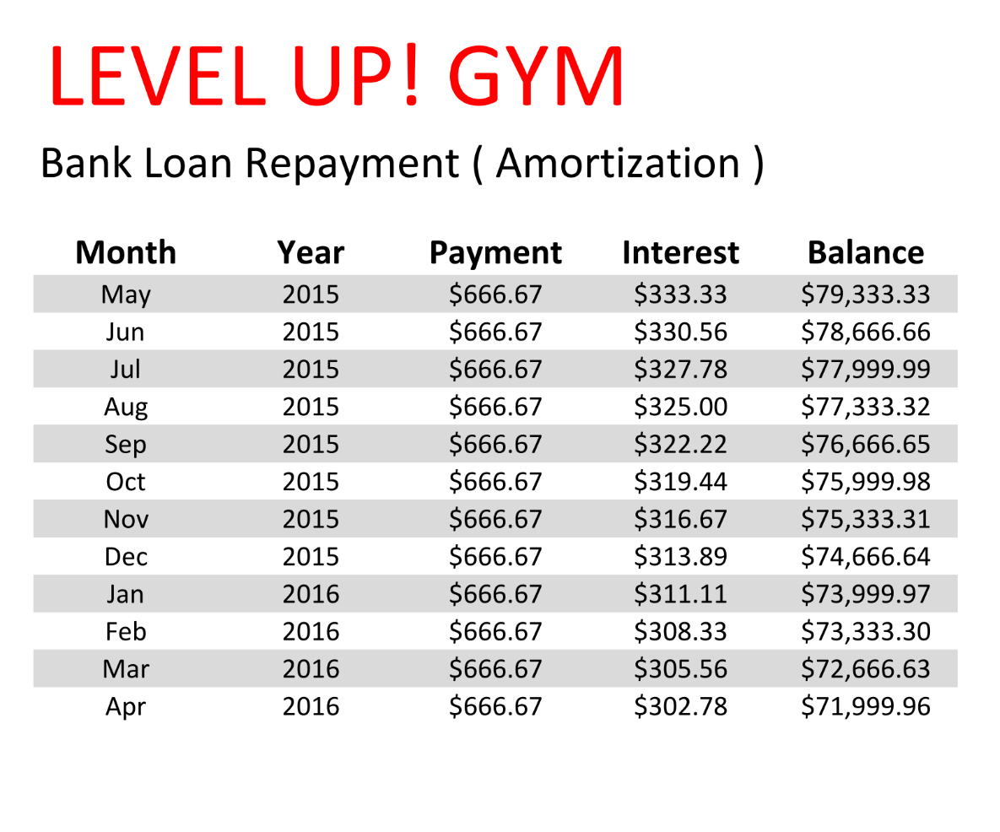 LEVEL UP! GYM
Bank Loan Repayment ( Amortization )
Month Year Payment Interest Balance
May 2015 $666.67 $333.33 $79,333.33
Jun 2015 $666.67 $330.56 $78,666.66
Jul 2015 $666.67 $327.78 $77,999.99
Aug 2015 $666.67 $325.00 $77,333.32
Sep 2015 $666.67 $322.22 $76,666.65
Oct 2015 $666.67 $319.44 $75,999.98
Nov 2015 $666.67 $316.67 $75,333.31
Dec 2015 $666.67 $313.89 $74,666.64
Jan 2016 $666.67 $311.11 $73,999.97
Feb 2016 $666.67 $308.33 $73,333.30
Mar 2016 $666.67 $305.56 $72,666.63
Apr 2016 $666.67 $302.78 $71,999.96